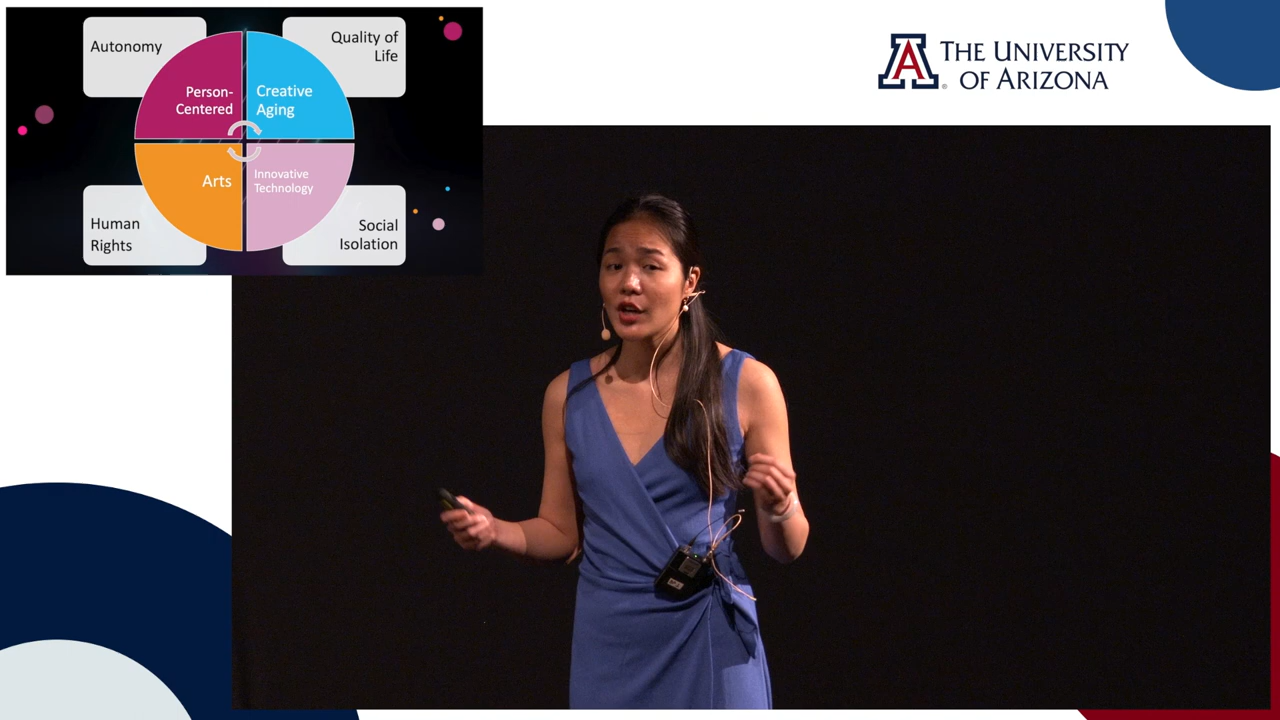 Autonomy
Quality of
Life
Person-
Centered
Creative
Aging
Arts
Innovative
Technology
Human
Rights
Social
Isolation
A
THE UNIVERSITY
OF ARIZONA